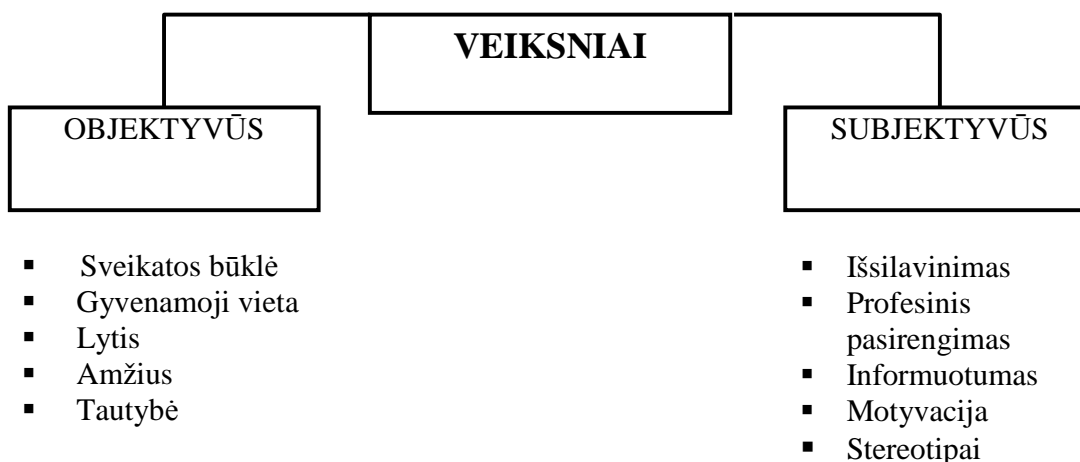 VEIKSNIAI
OBJEKTYVŪS
▪ Sveikatos būklė
▪ Gyvenamoji vieta
▪ Lytis
▪ Amžius
▪ Tautybė
SUBJEKTYVŪS
▪ Išsilavinimas
▪ Profesinis
pasirengimas
▪ Informuotumas
▪ Motyvacija
▪ Stereotipai